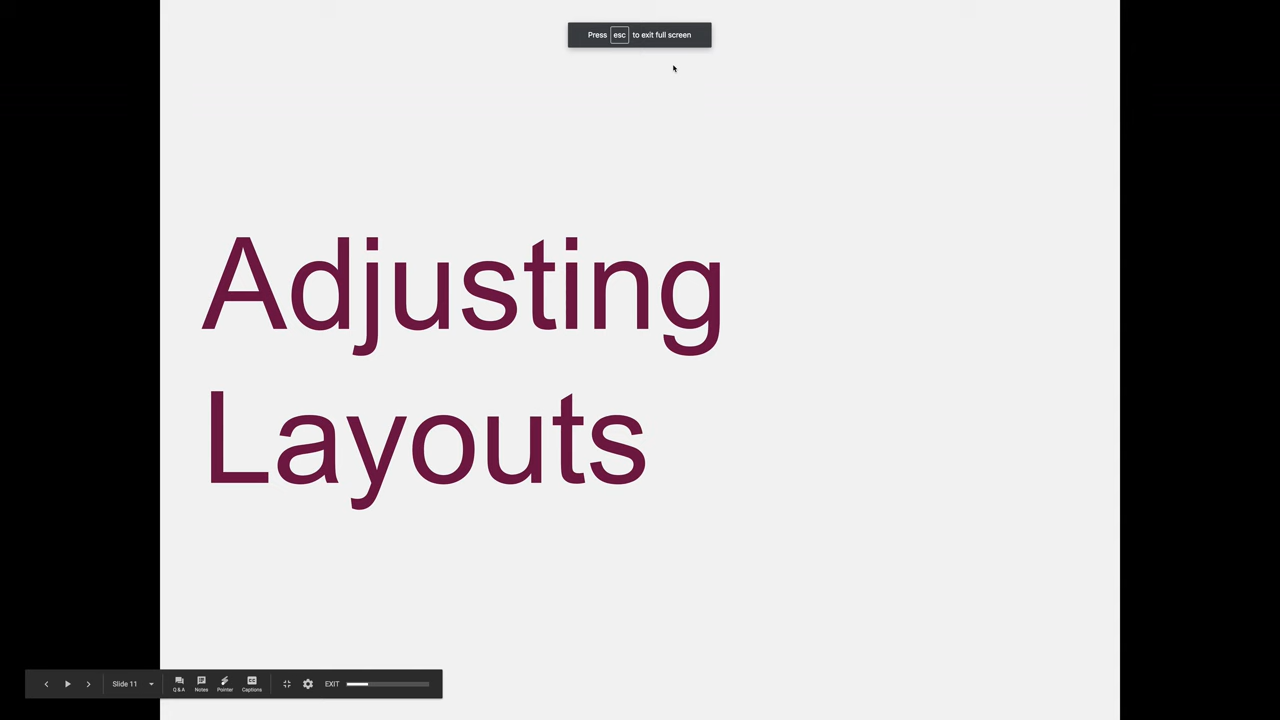 Press esc to exit full screen
Adjusting
Layouts
Slide 11
Q&A
Notes
Pointer
Captions
EXIT